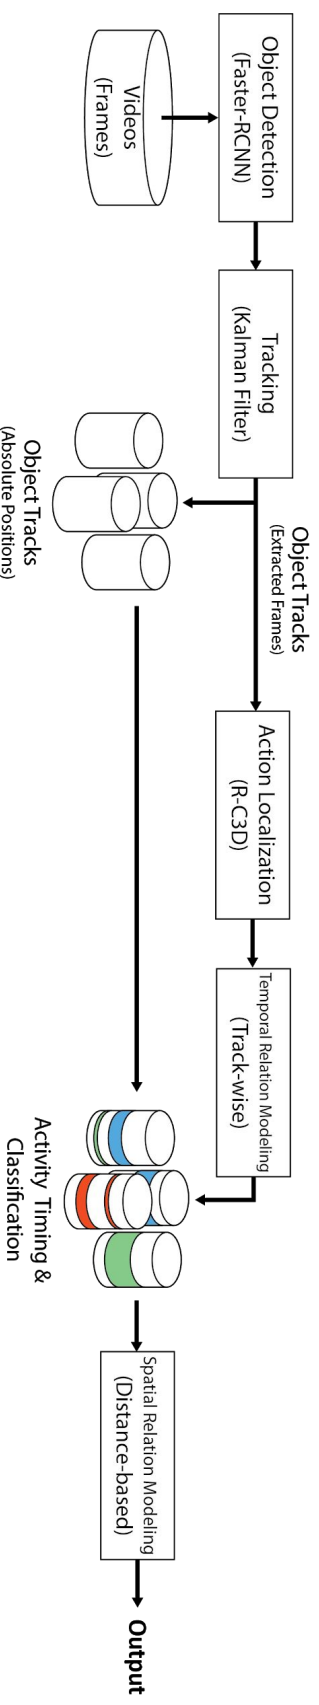 Videos
(Frames)
Object Detection
(Faster-RCNN)
Tracking
(Kalman Filter)
Object Tracks
(Extracted Frames)
Object Tracks
(Absolute Positions)
Action Localization
(R-C3D)
Temporal Relation Modeling
(Track-wise)
Activity Timing &
Classification
Spatial Relation Modeling
(Distance-based)
Output